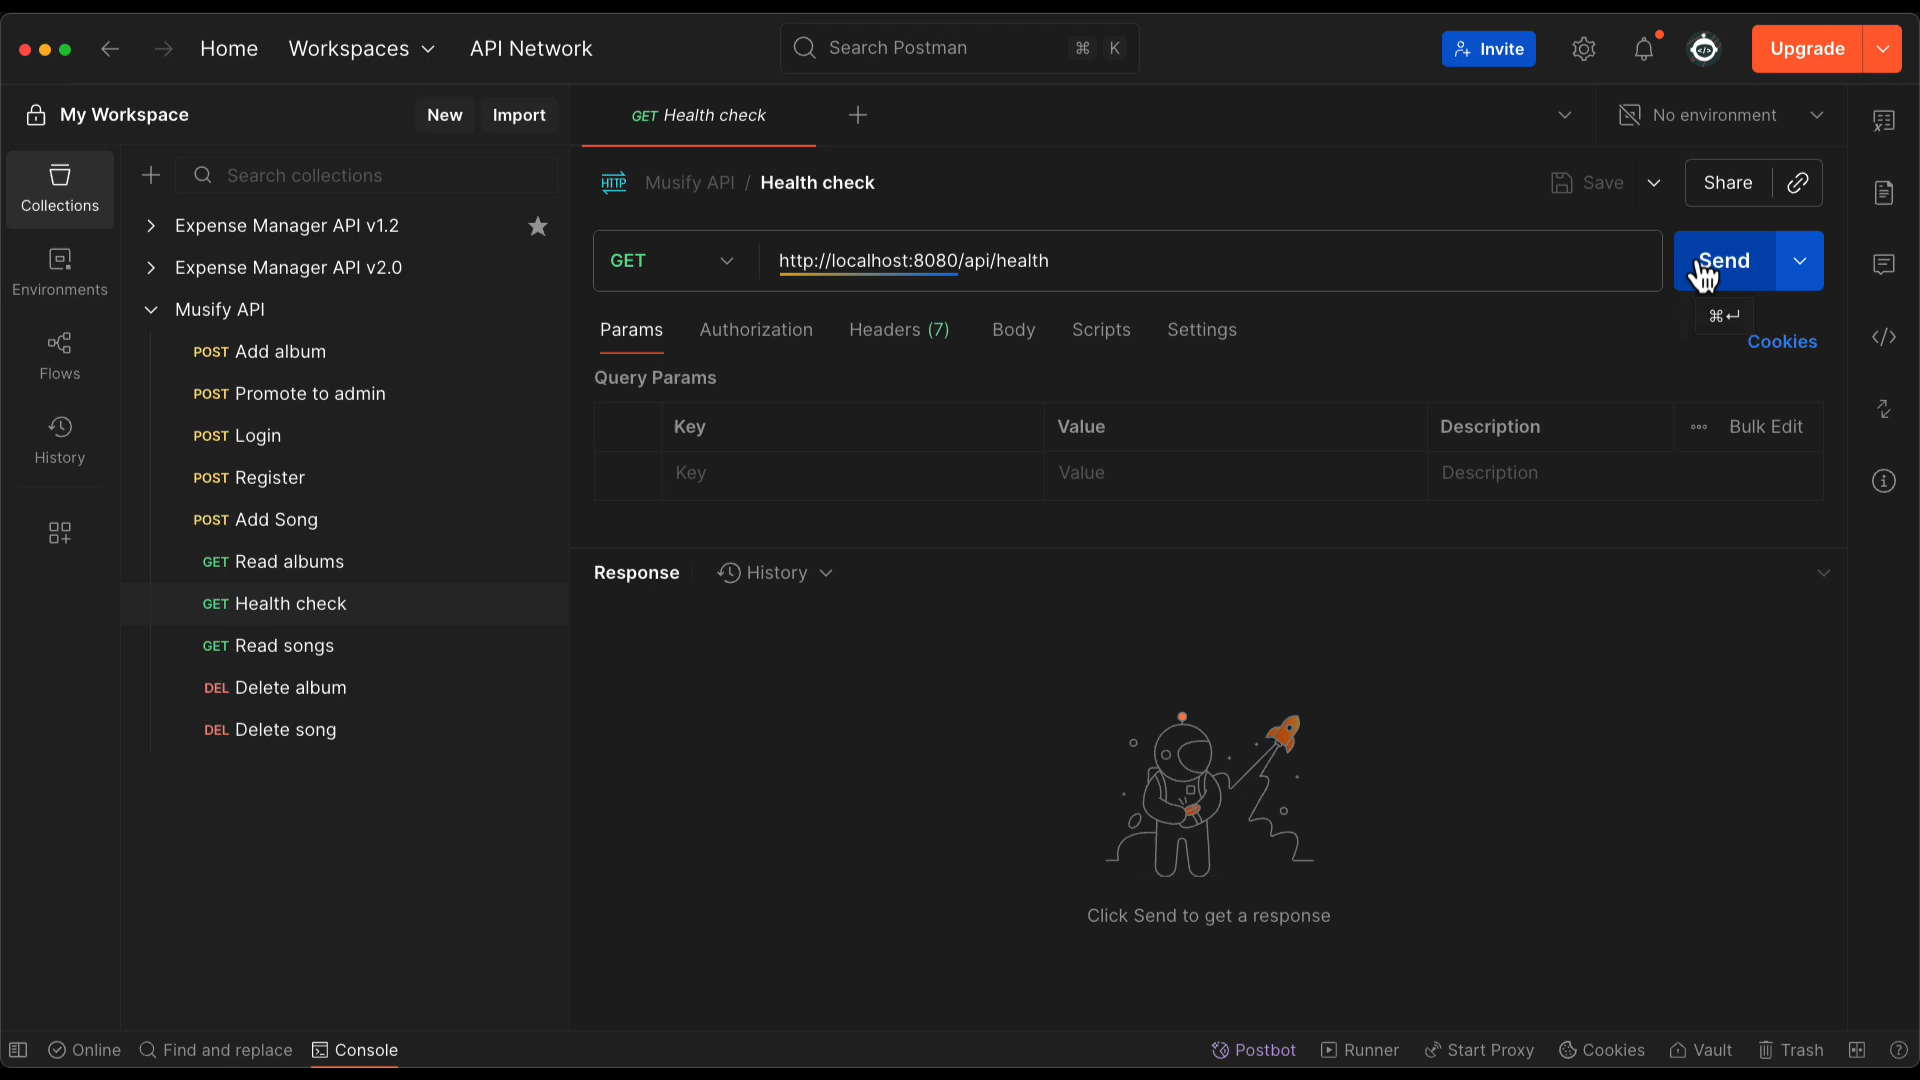 Home Workspaces API Network Search Postman ⌘ K Invite Upgrade
My Workspace New Import GET Health check No environment
Search collections
Collections
Musify API / Health check Save Share
Expense Manager API v1.2
Expense Manager API v2.0
Environments
GET http://localhost:8080/api/health Send
⌘↵
Musify API
Params Authorization Headers (7) Body Scripts Settings
Cookies
POST Add album
Flows
Query Params
POST Promote to admin
Key Value Description Bulk Edit
POST Login
History
Key Value Description
POST Register
POST Add Song
GET Read albums
Response History
GET Health check
GET Read songs
DEL Delete album
DEL Delete song
Click Send to get a response
Online Find and replace Console Postbot Runner Start Proxy Cookies Vault Trash